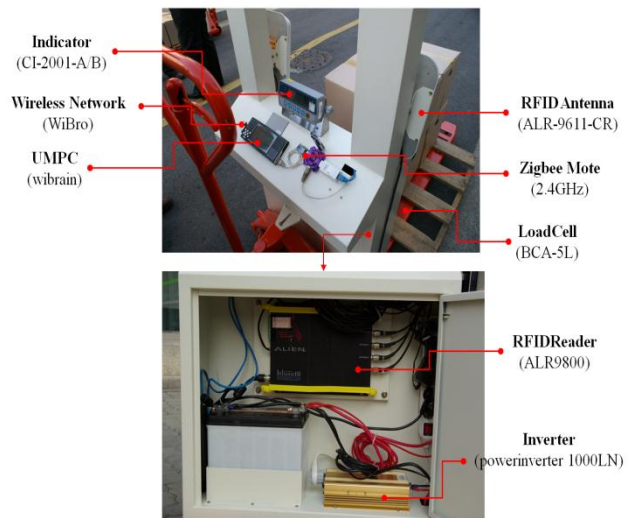 Indicator
(CI-2001-A/B)
Wireless Network
(WiBro)
UMPC
(wibrain)
RFID Antenna
(ALR-9611-CR)
Zigbee Mote
(2.4GHz)
LoadCell
(BCA-5L)
ALIEN
RFIDReader
(ALR9800)
Inverter
(powerinverter 1000LN)